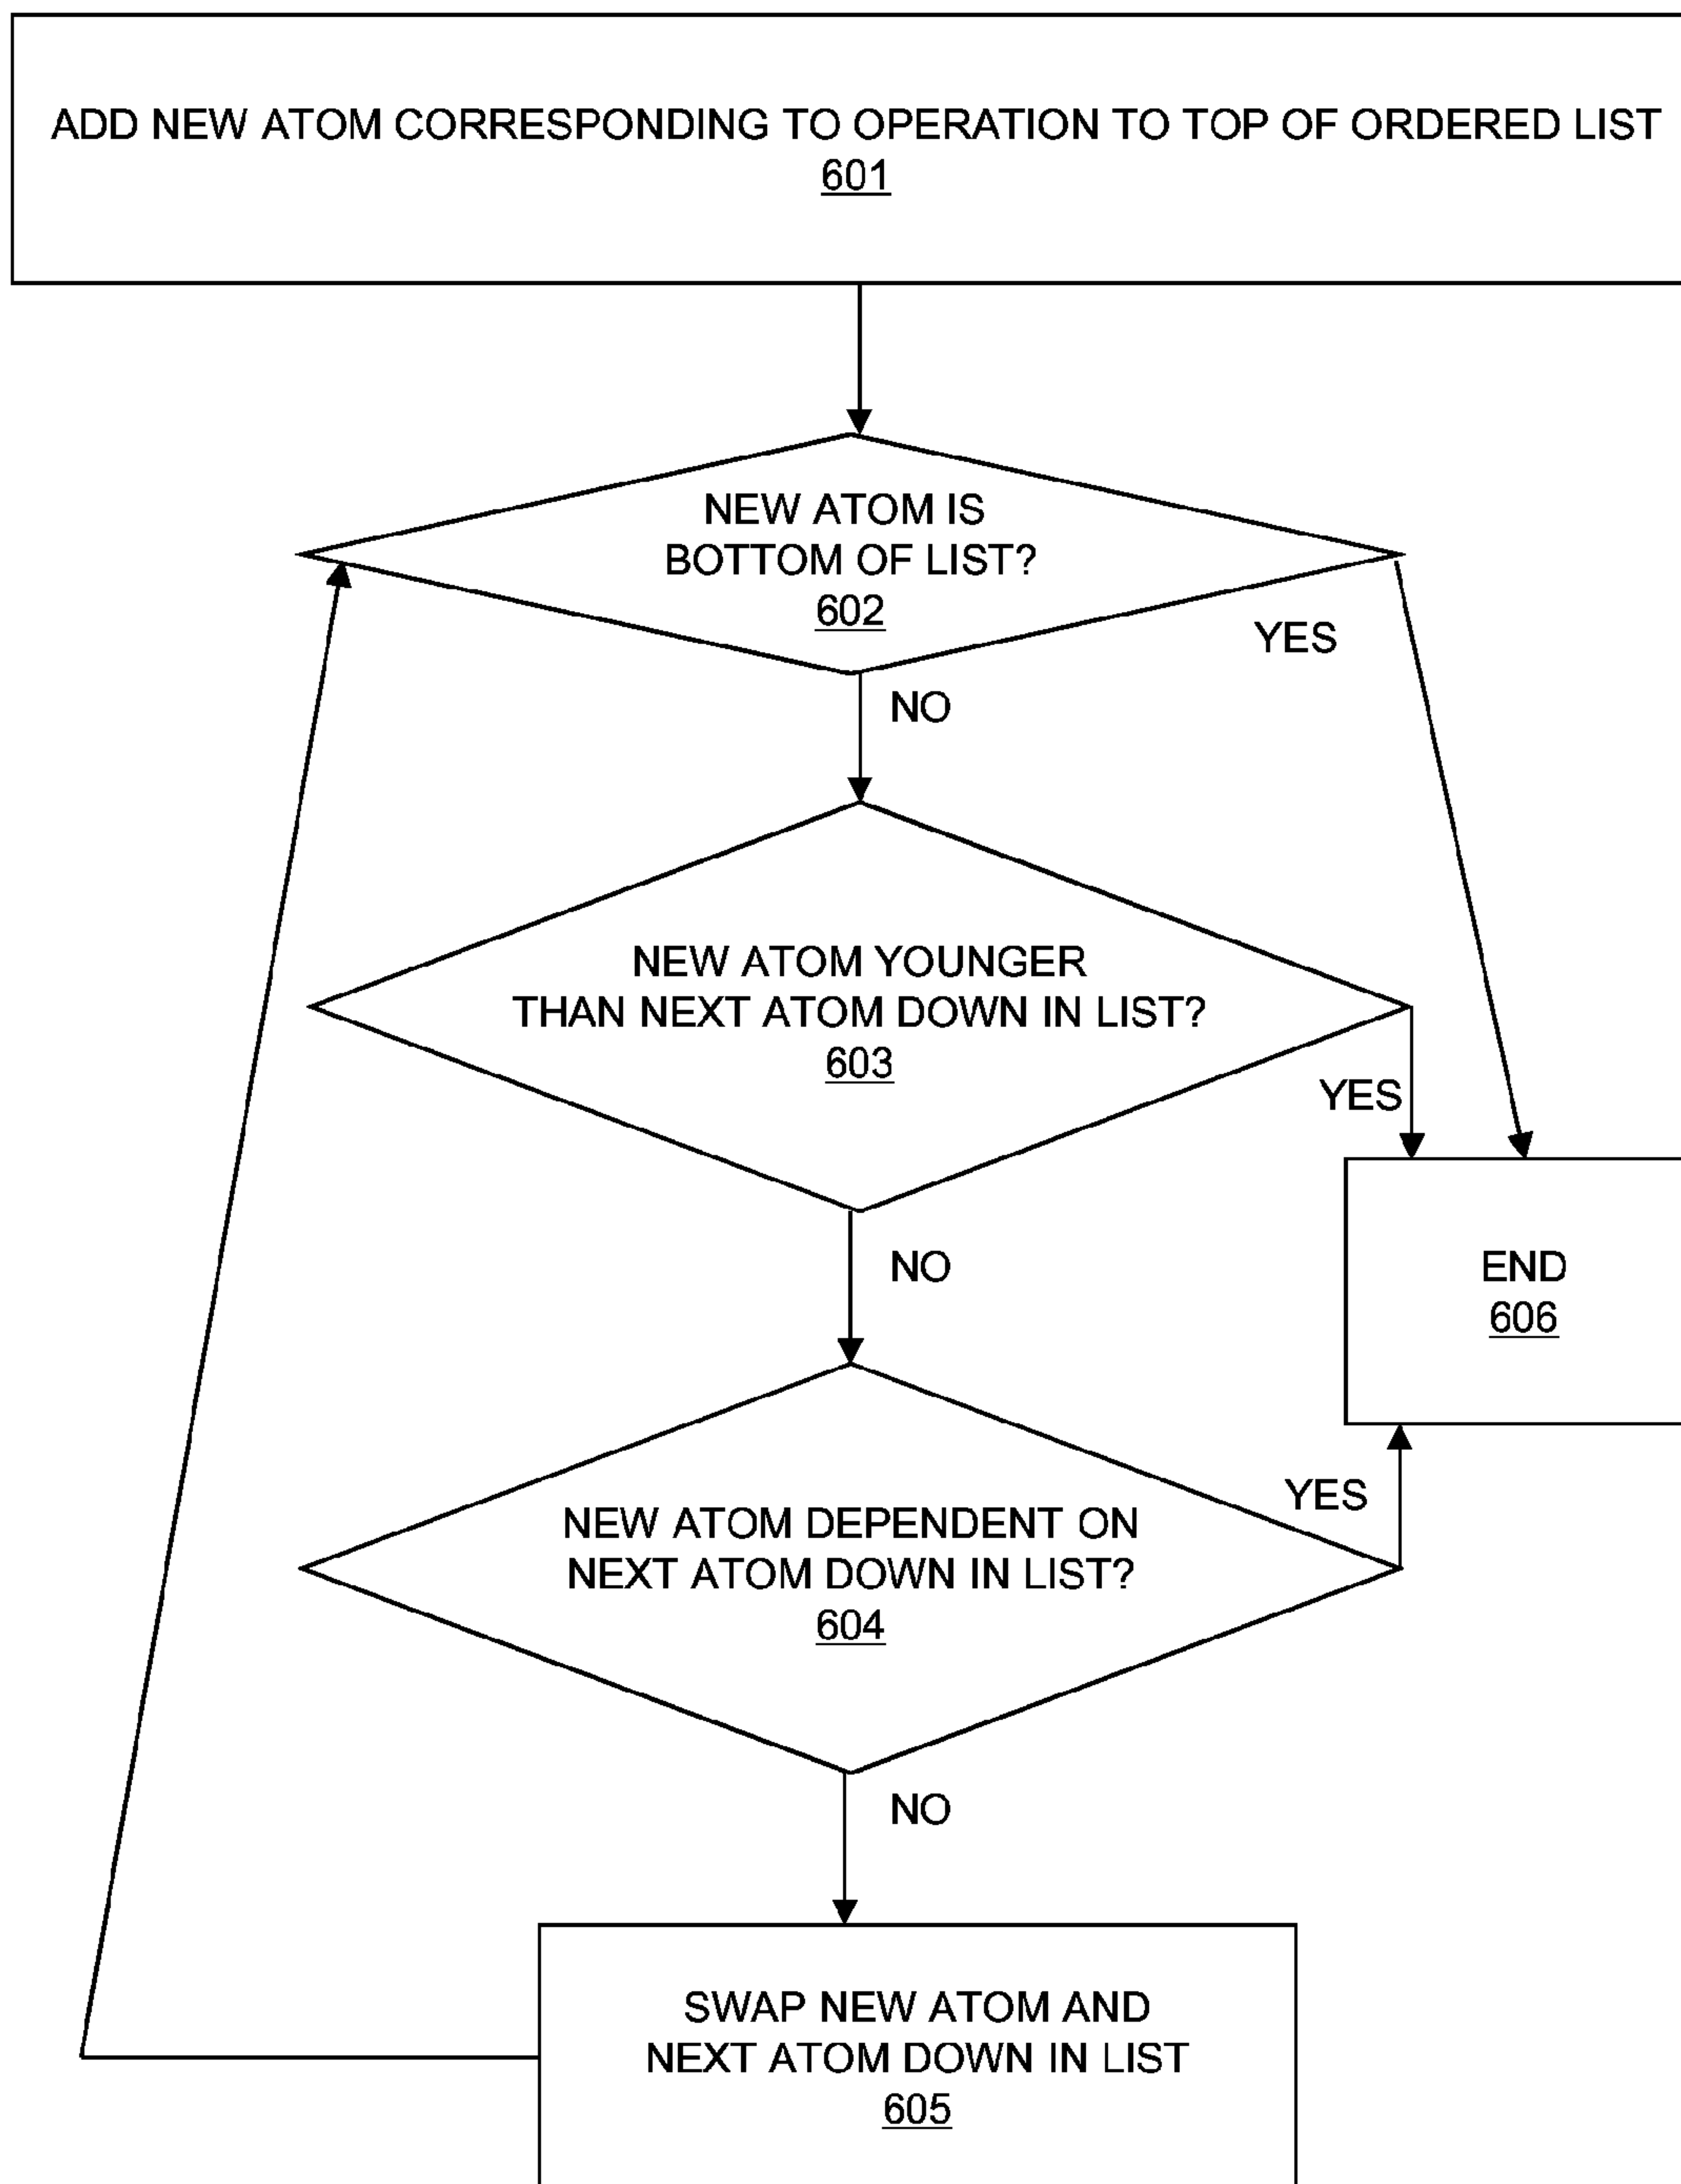 ADD NEW ATOM CORRESPONDING TO OPERATION TO TOP OF ORDERED LIST
601
NEW ATOM IS
BOTTOM OF LIST?
602
YES
NO
NEW ATOM YOUNGER
THAN NEXT ATOM DOWN IN LIST?
603
YES
NO
END
606
NEW ATOM DEPENDENT ON
NEXT ATOM DOWN IN LIST?
604
YES
NO
SWAP NEW ATOM AND
NEXT ATOM DOWN IN LIST
605